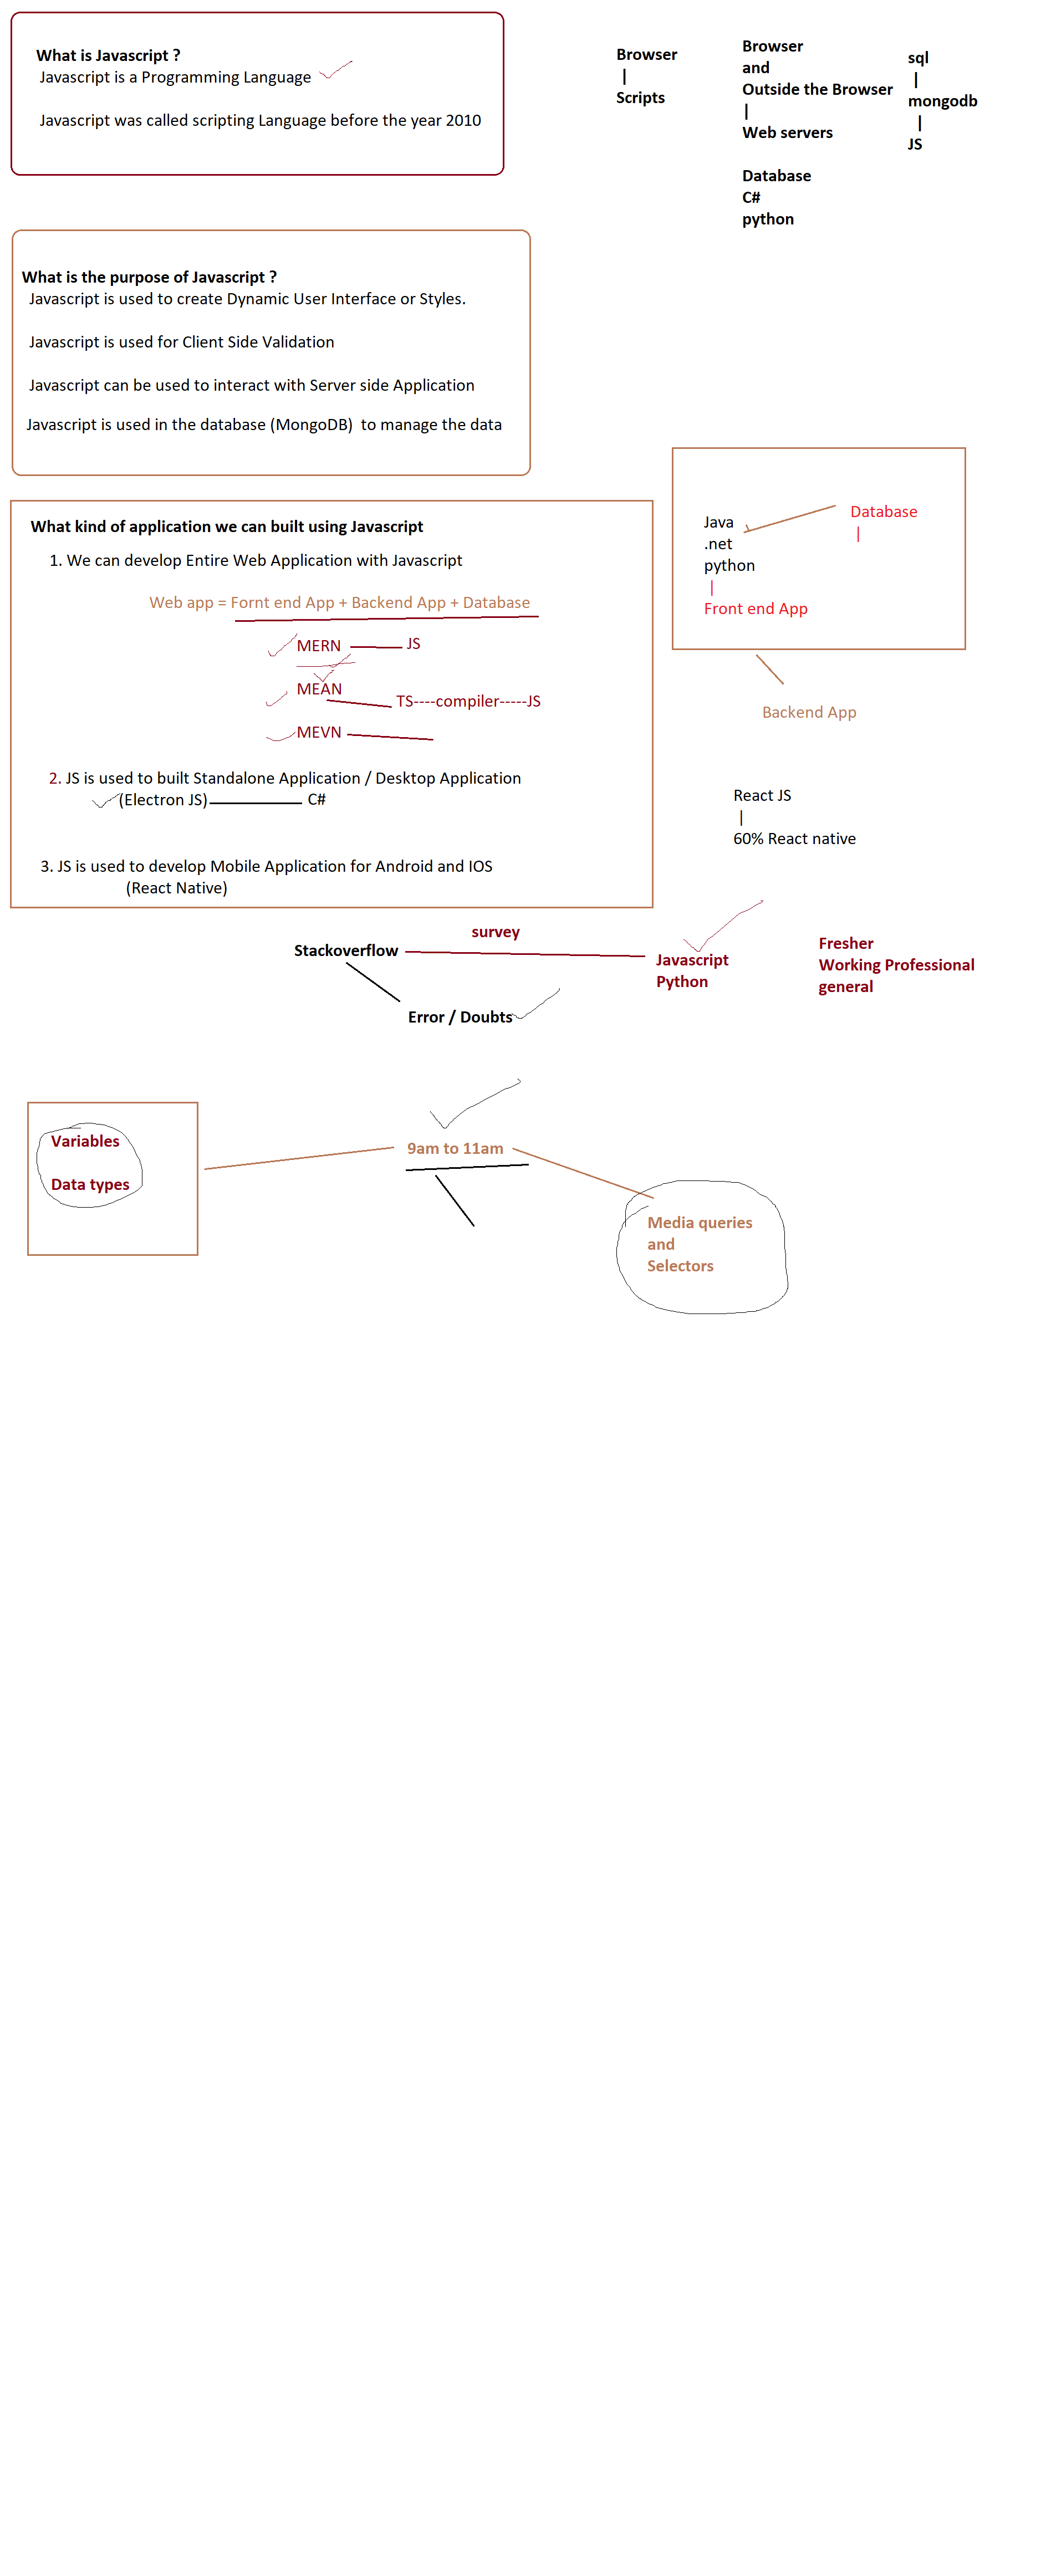 What is Javascript ?
Javascript is a Programming Language
Javascript was called scripting Language before the year 2010
Browser
|
Scripts
Browser
and
Outside the Browser
|
Web servers
Database
C#
python
sql
|
mongodb
|
JS
What is the purpose of Javascript ?
Javascript is used to create Dynamic User Interface or Styles.
Javascript is used for Client Side Validation
Javascript can be used to interact with Server side Application
Javascript is used in the database (MongoDB)  to manage the data
What kind of application we can built using Javascript
1. We can develop Entire Web Application with Javascript
Web app = Fornt end App + Backend App + Database
MERN
JS
MEAN
TS----compiler-----JS
MEVN
2. JS is used to built Standalone Application / Desktop Application
(Electron JS)
C#
3. JS is used to develop Mobile Application for Android and IOS
(React Native)
Java
.net
python
|
Front end App
Database
|
Backend App
React JS
|
60% React native
Stackoverflow
survey
Javascript
Python
Fresher
Working Professional
general
Error / Doubts
Variables
Data types
9am to 11am
Media queries
and
Selectors